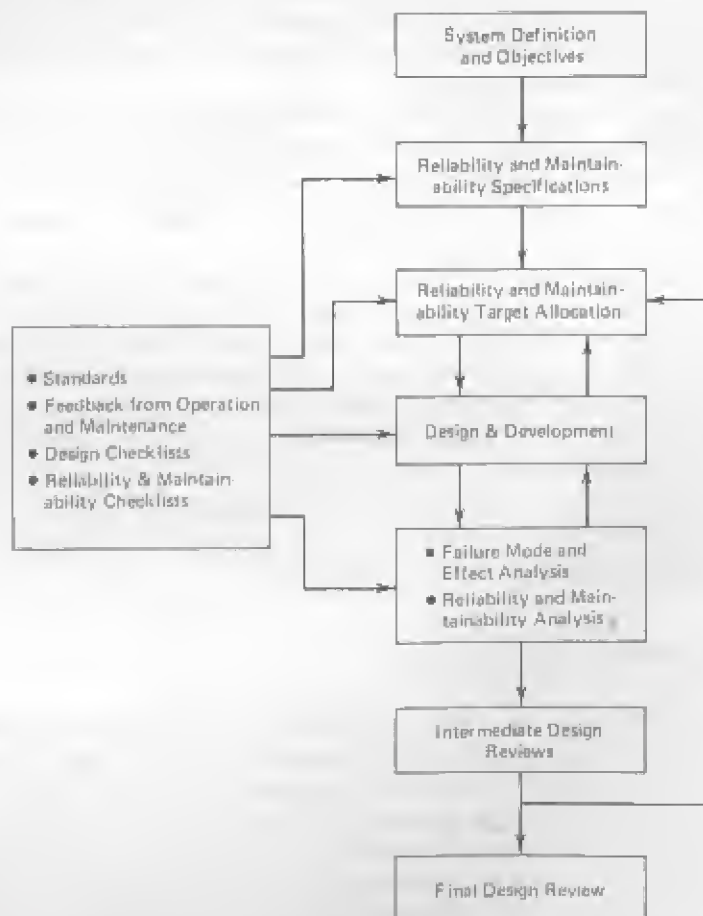 System Definition
and Objectives
Reliability and Maintain-
ability Specifications
Reliability and Maintain-
ability Target Allocation
● Standards
● Feedback from Operation
and Maintenance
● Design Checklists
● Reliability & Maintain-
ability Checklists
Design & Development
■ Failure Mode and
Effect Analysis
● Reliability and Main-
tainability Analysis
Intermediate Design
Reviews
Final Design Review